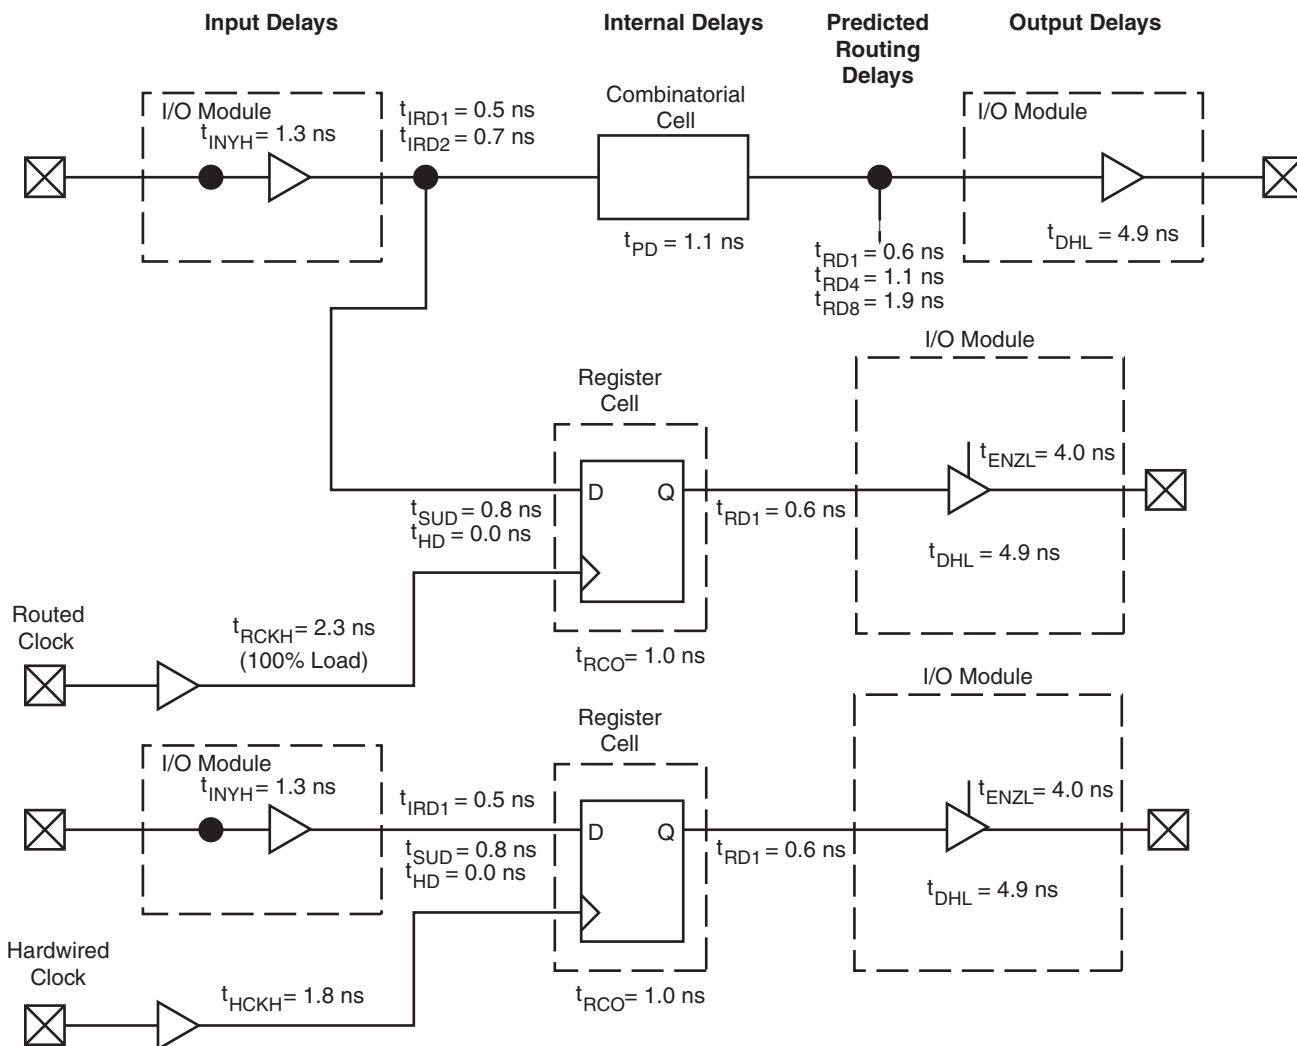 Input Delays
Internal Delays
Predicted
Routing
Delays
Output Delays
I/O Module
tINYH = 1.3 ns
tIRD1 = 0.5 ns
tIRD2 = 0.7 ns
Combinatorial
Cell
tPD = 1.1 ns
tRD1 = 0.6 ns
tRD4 = 1.1 ns
tRD8 = 1.9 ns
I/O Module
tDHL = 4.9 ns
Register
Cell
D Q
tSUD = 0.8 ns
tHD = 0.0 ns
tRD1 = 0.6 ns
I/O Module
tENZL = 4.0 ns
tDHL = 4.9 ns
Routed
Clock
tRCKH = 2.3 ns
(100% Load)
tRCO = 1.0 ns
I/O Module
tINYH = 1.3 ns
tIRD1 = 0.5 ns
tSUD = 0.8 ns
tHD = 0.0 ns
Register
Cell
D Q
tRD1 = 0.6 ns
I/O Module
tENZL = 4.0 ns
tDHL = 4.9 ns
Hardwired
Clock
tHCKH = 1.8 ns
tRCO = 1.0 ns